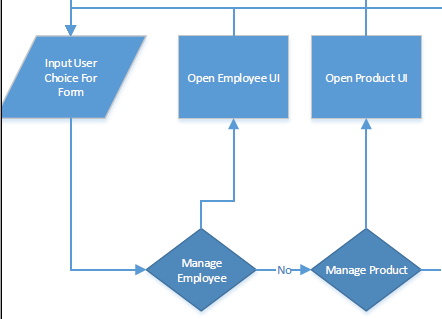 Input User
Choice For
Form
Open Employee UI
Open Product UI
Manage
Employee
No
Manage Product